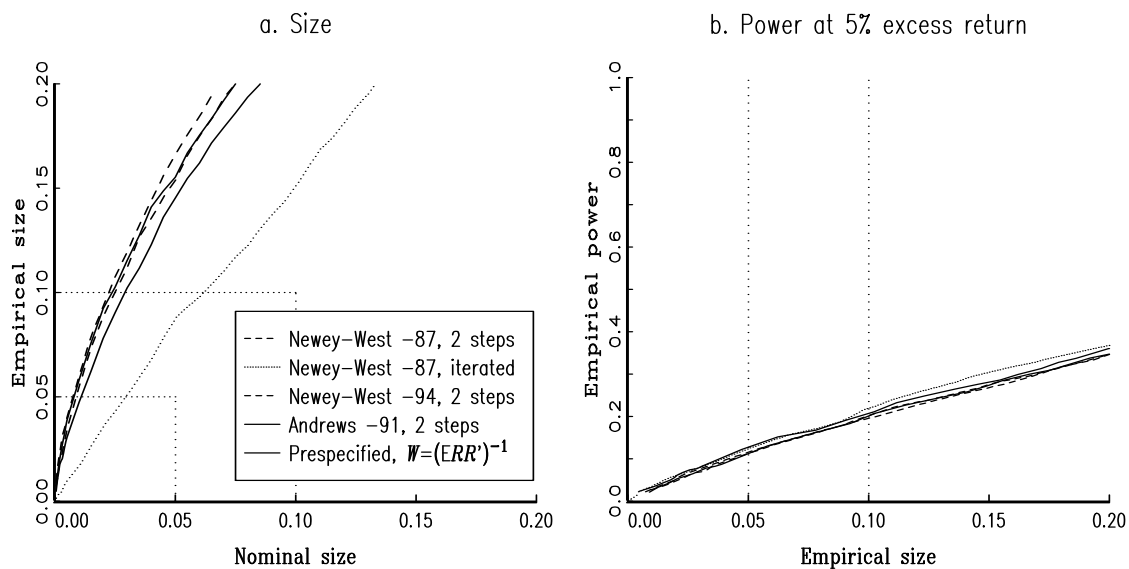 a. Size
0.20
0.15
0.10
0.05
0.00
Empirical size
Newey-West -87, 2 steps
Newey-West -87, iterated
Newey-West -94, 2 steps
Andrews -91, 2 steps
Prespecified, W=(ERR')⁻¹
0.00 0.05 0.10 0.15 0.20
Nominal size
b. Power at 5% excess return
1.0
0.8
0.6
0.4
0.2
0.0
Empirical power
0.00 0.05 0.10 0.15 0.20
Empirical size